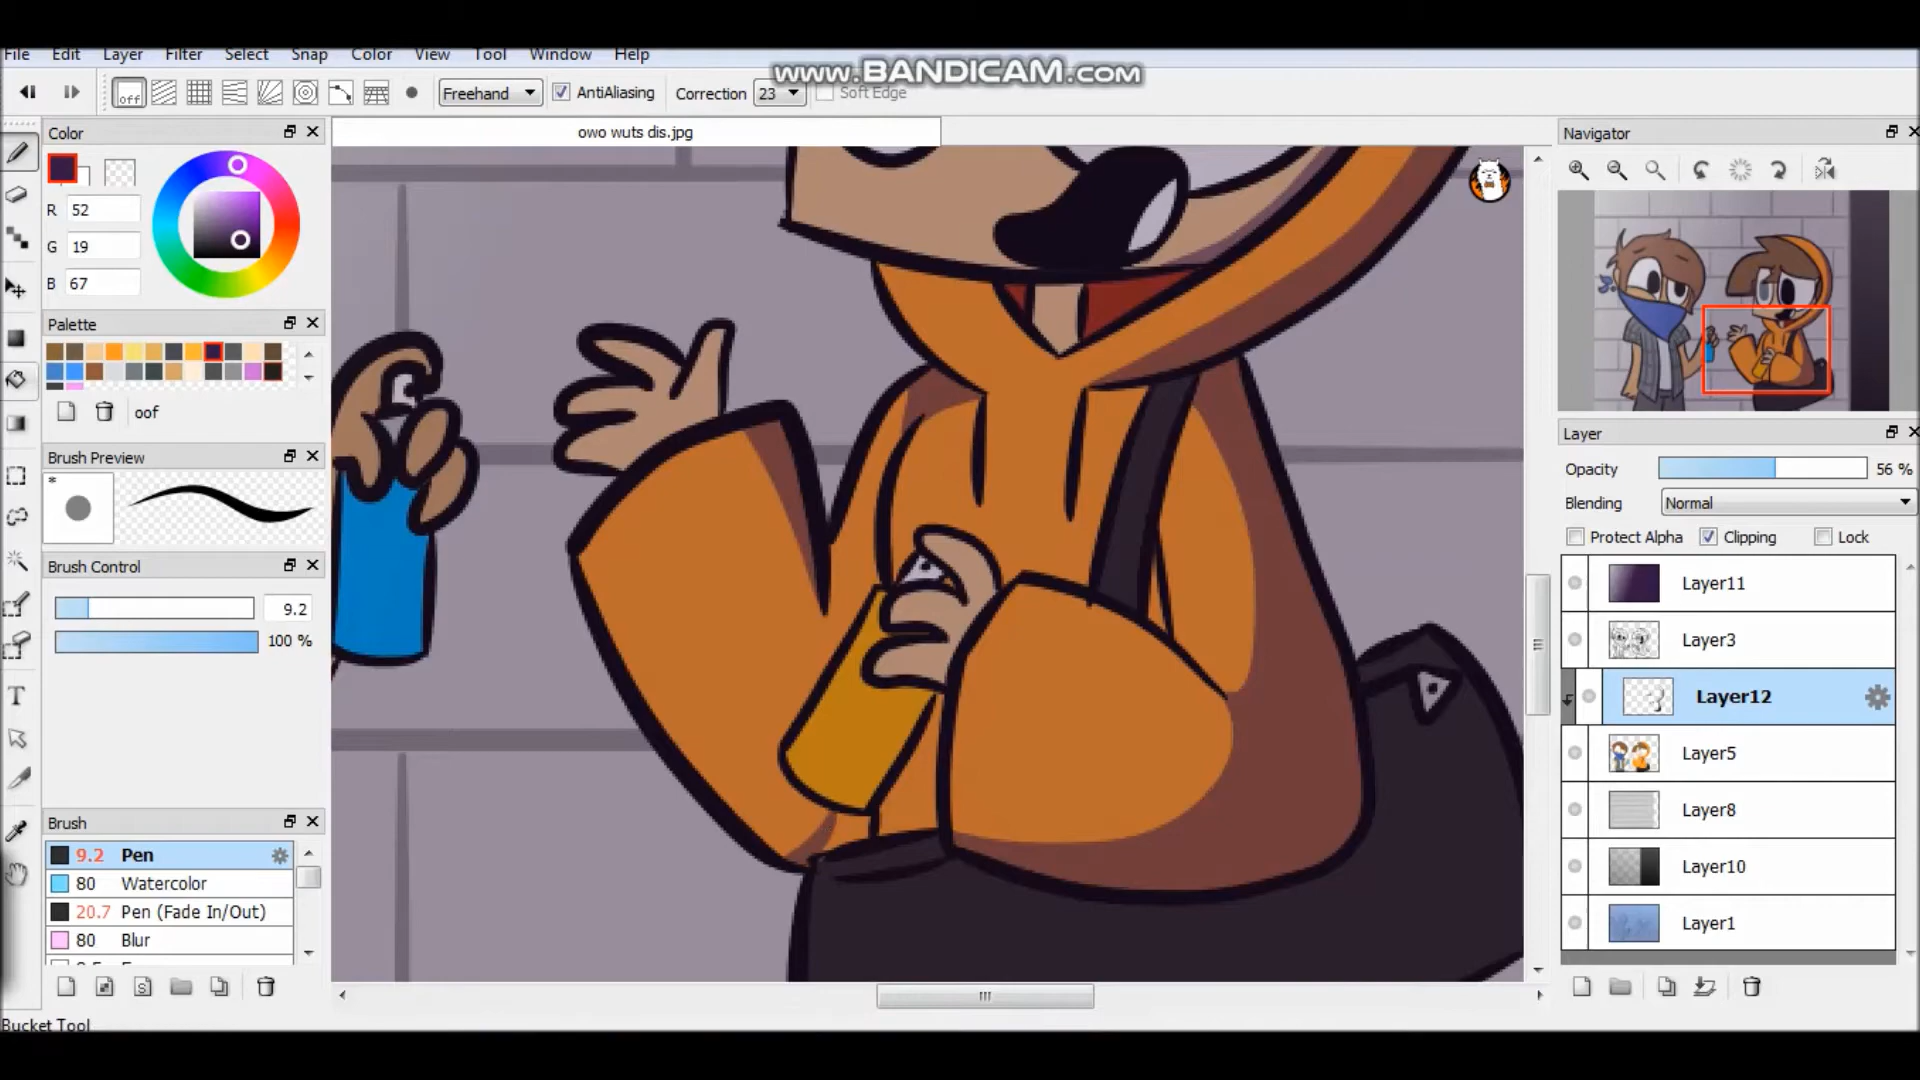 File Edit Layer Filter Select Snap Color View Tool Window Help
www.BANDICAM.com
off Freehand AntiAliasing Correction 23 Soft Edge
Color
owo wuts dis.jpg
Navigator
R 52
G 19
B 67
Palette
oof
Layer
Brush Preview
Opacity 56 %
*
Blending Normal
Protect Alpha Clipping Lock
Brush Control
Layer11
9.2
100 %
Layer3
Layer12
Layer5
Layer8
Brush
9.2 Pen
Layer10
80 Watercolor
20.7 Pen (Fade In/Out)
Layer1
80 Blur
Bucket Tool